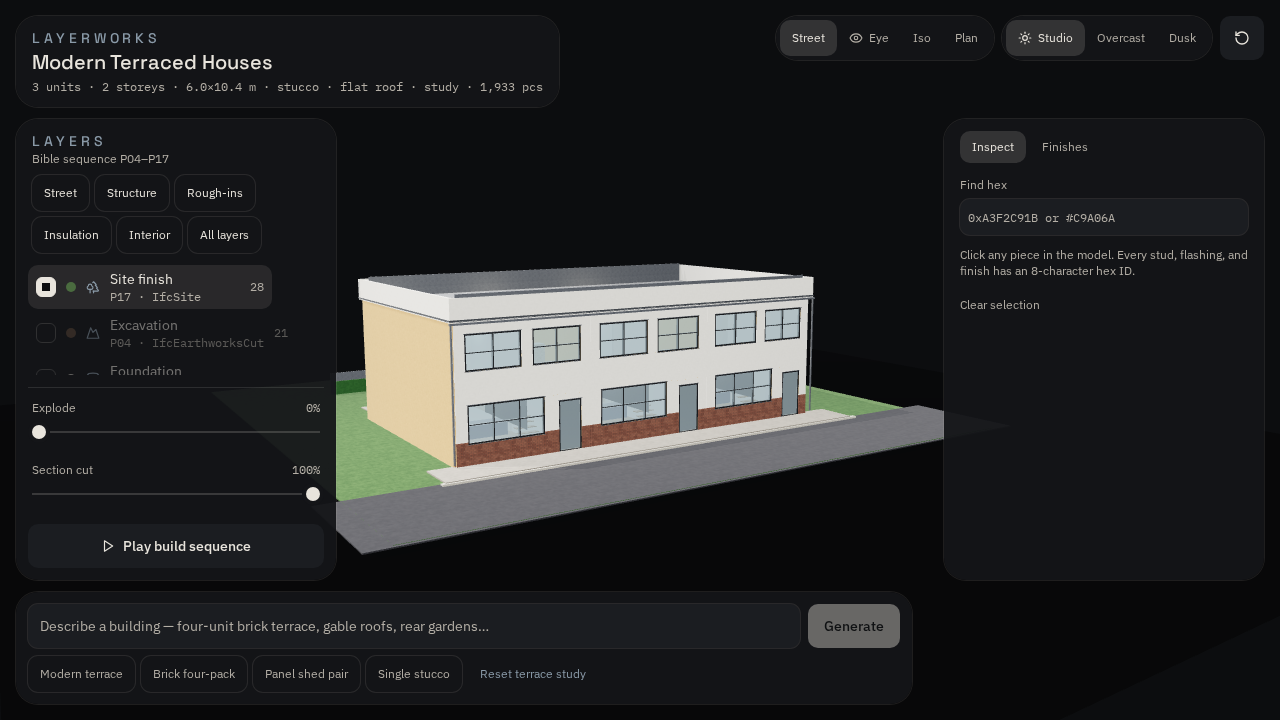 LAYERWORKS
Modern Terraced Houses
3 units · 2 storeys · 6.0×10.4 m · stucco · flat roof · study · 1,933 pcs
Street
Eye
Iso
Plan
Studio
Overcast
Dusk
LAYERS
Bible sequence P04–P17
Street
Structure
Rough-ins
Insulation
Interior
All layers
Site finish
P17 · IfcSite
28
Excavation
P04 · IfcEarthworksCut
21
Foundation
Explode
0%
Section cut
100%
Play build sequence
Inspect
Finishes
Find hex
0xA3F2C91B or #C9A06A
Click any piece in the model. Every stud, flashing, and
finish has an 8-character hex ID.
Clear selection
Describe a building — four-unit brick terrace, gable roofs, rear gardens...
Generate
Modern terrace
Brick four-pack
Panel shed pair
Single stucco
Reset terrace study